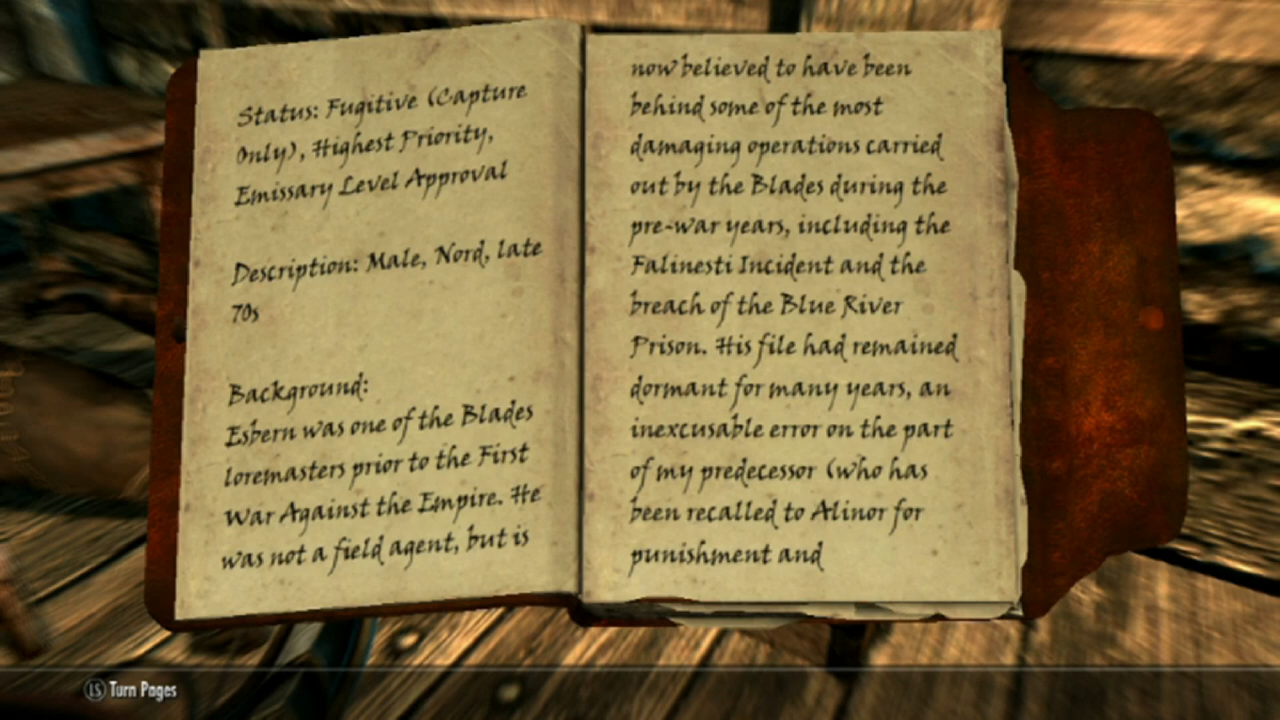 Status: Fugitive (Capture
Only), Highest Priority,
Emissary Level Approval
Description: Male, Nord, late
70s
Background:
Esbern was one of the Blades
loremasters prior to the First
War Against the Empire. He
was not a field agent, but is
now believed to have been
behind some of the most
damaging operations carried
out by the Blades during the
pre-war years, including the
Falinesti Incident and the
breach of the Blue River
Prison. His file had remained
dormant for many years, an
inexcusable error on the part
of my predecessor (who has
been recalled to Alinor for
punishment and
LS Turn Pages